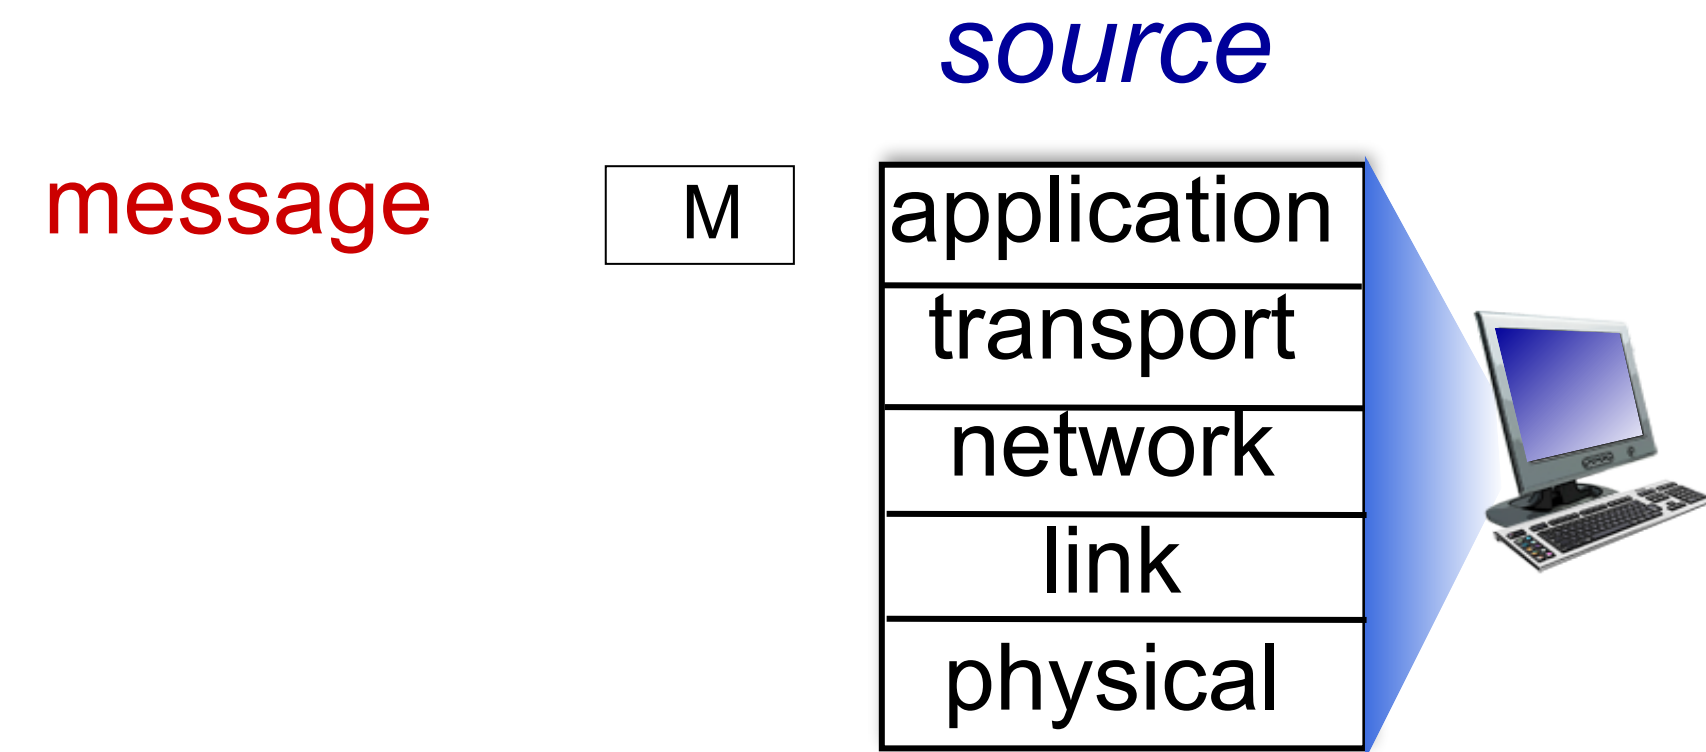 source
message M application
transport
network
link
physical